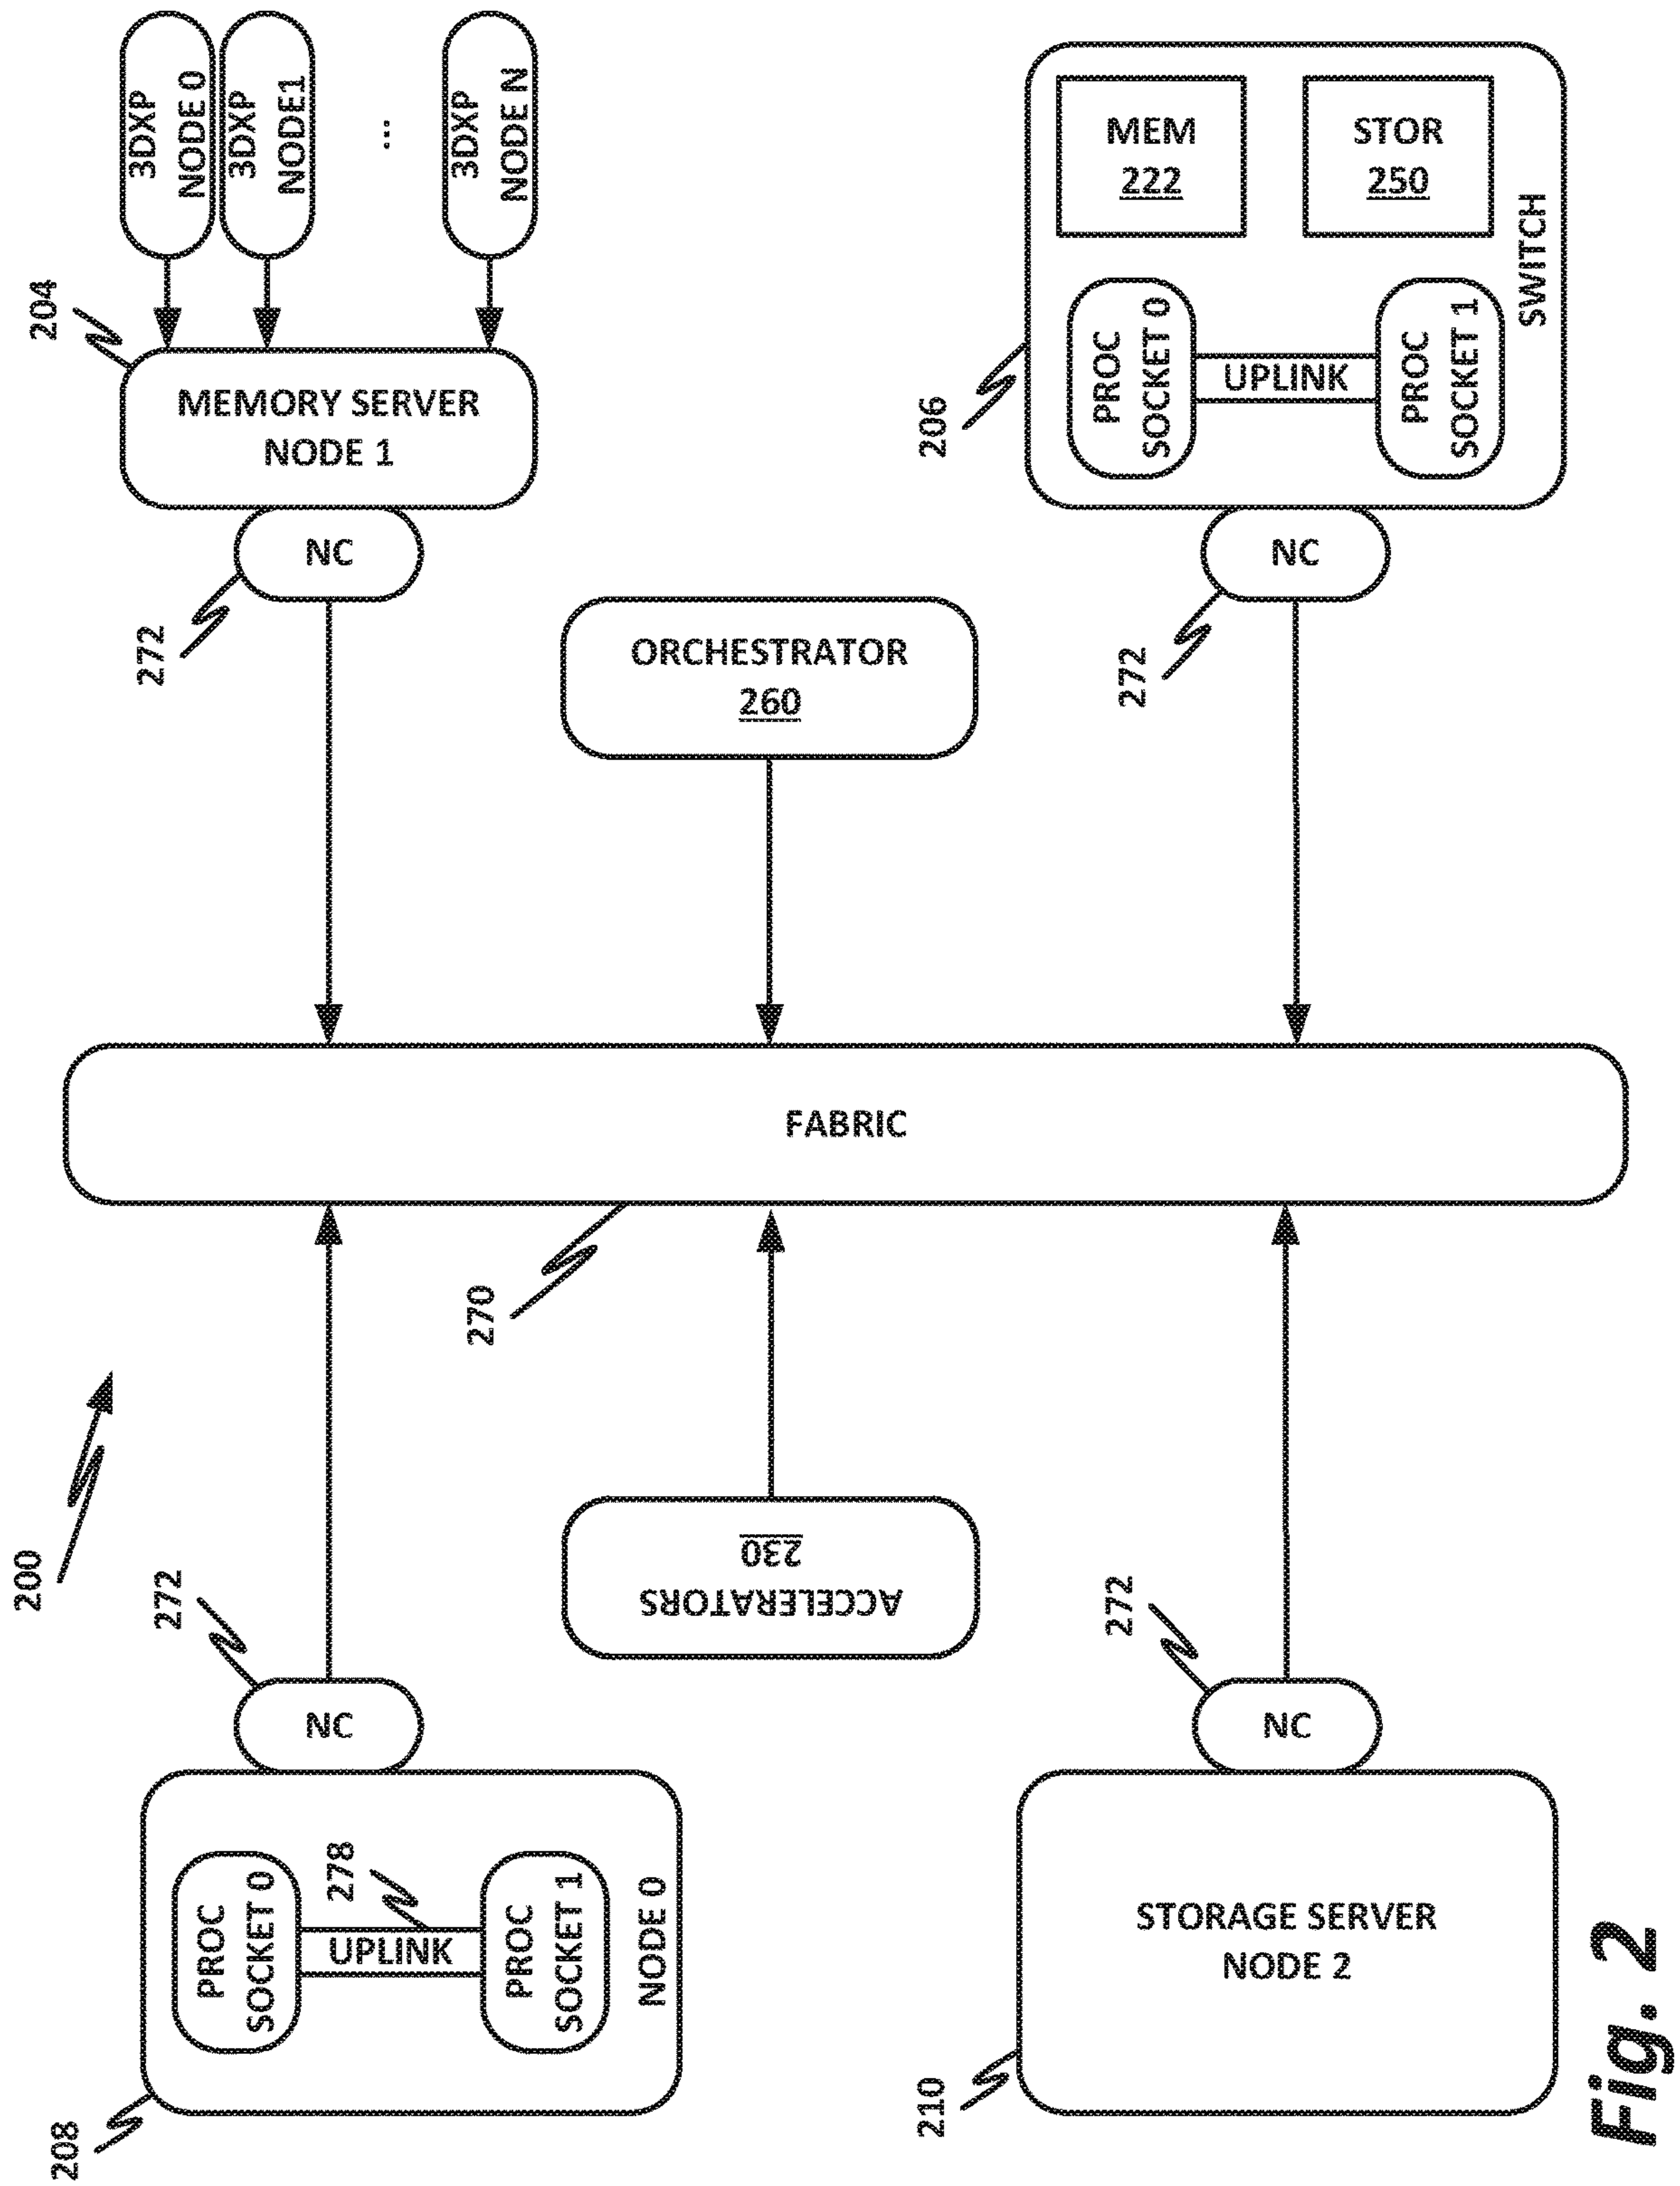 3DXP
NODE 0
3DXP
NODE1
...
3DXP
NODE N
204
MEMORY SERVER
NODE 1
NC
272
MEM
222
STOR
250
PROC
SOCKET 0
UPLINK
PROC
SOCKET 1
SWITCH
206
NC
272
ORCHESTRATOR
260
FABRIC
270
200
ACCELERATORS
230
272
NC
PROC
SOCKET 0
UPLINK
278
PROC
SOCKET 1
NODE 0
208
272
NC
STORAGE SERVER
NODE 2
210
Fig. 2